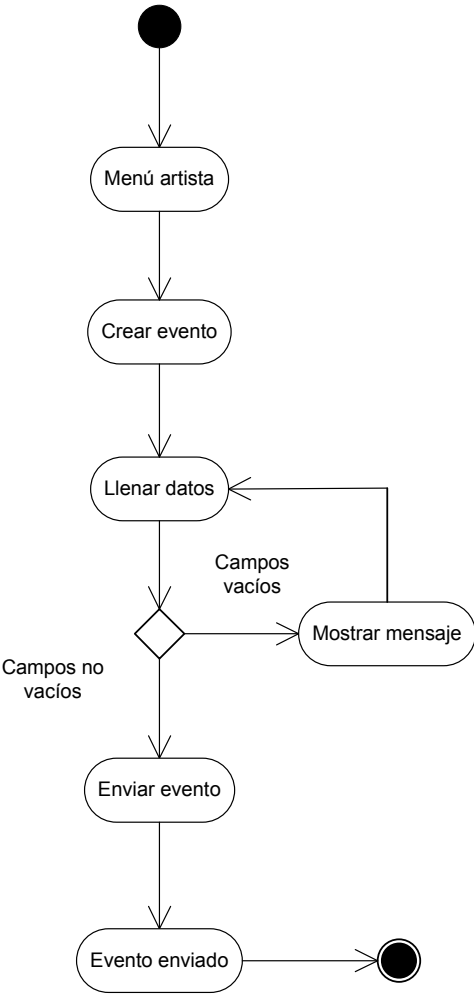 Menú artista
Crear evento
Llenar datos
Campos
vacíos
Mostrar mensaje
Campos no
vacíos
Enviar evento
Evento enviado